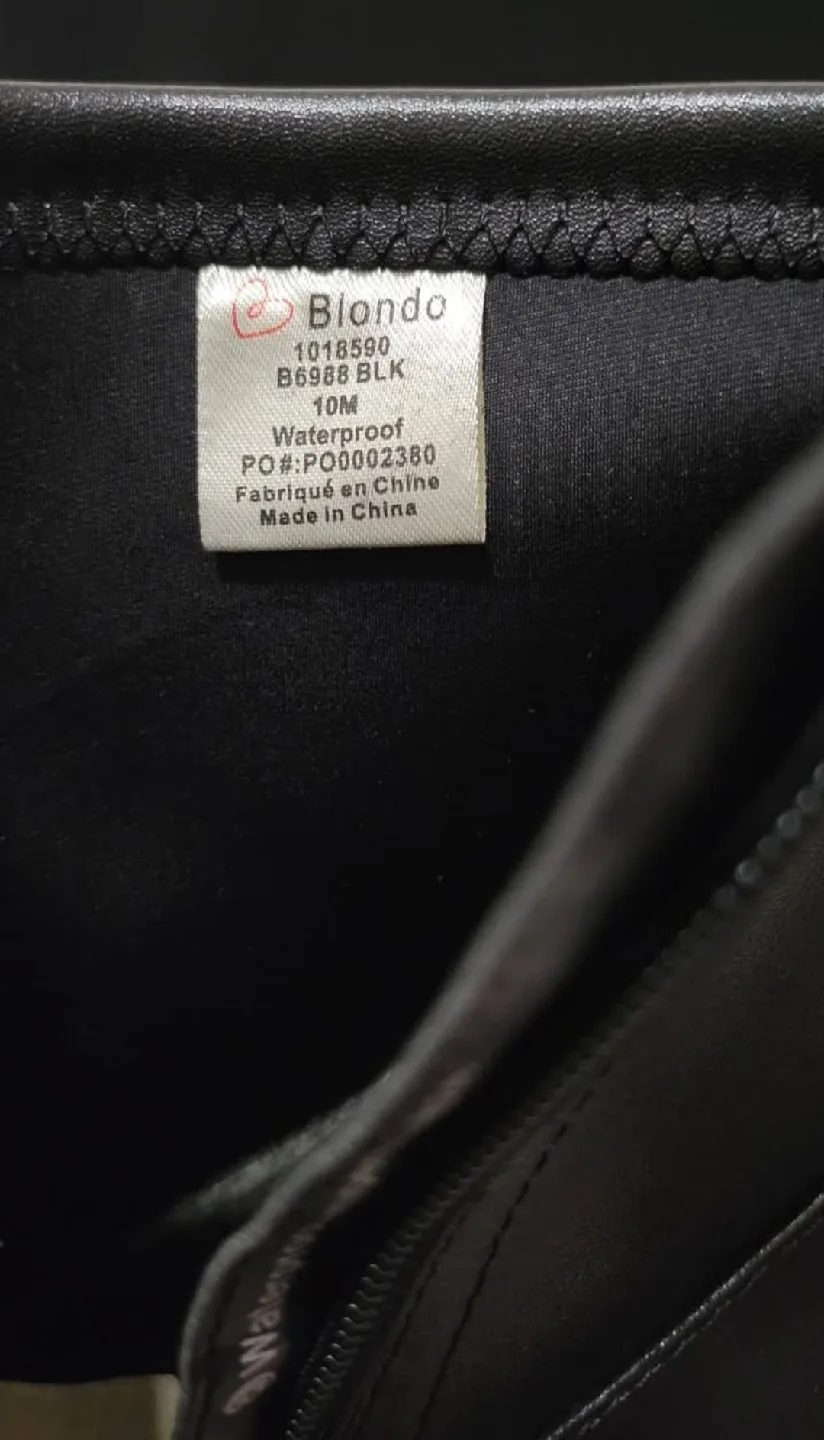 Blondo
1018590
B6988 BLK
10M
Waterproof
PO#:PO0002380
Fabriqué en Chine
Made in China